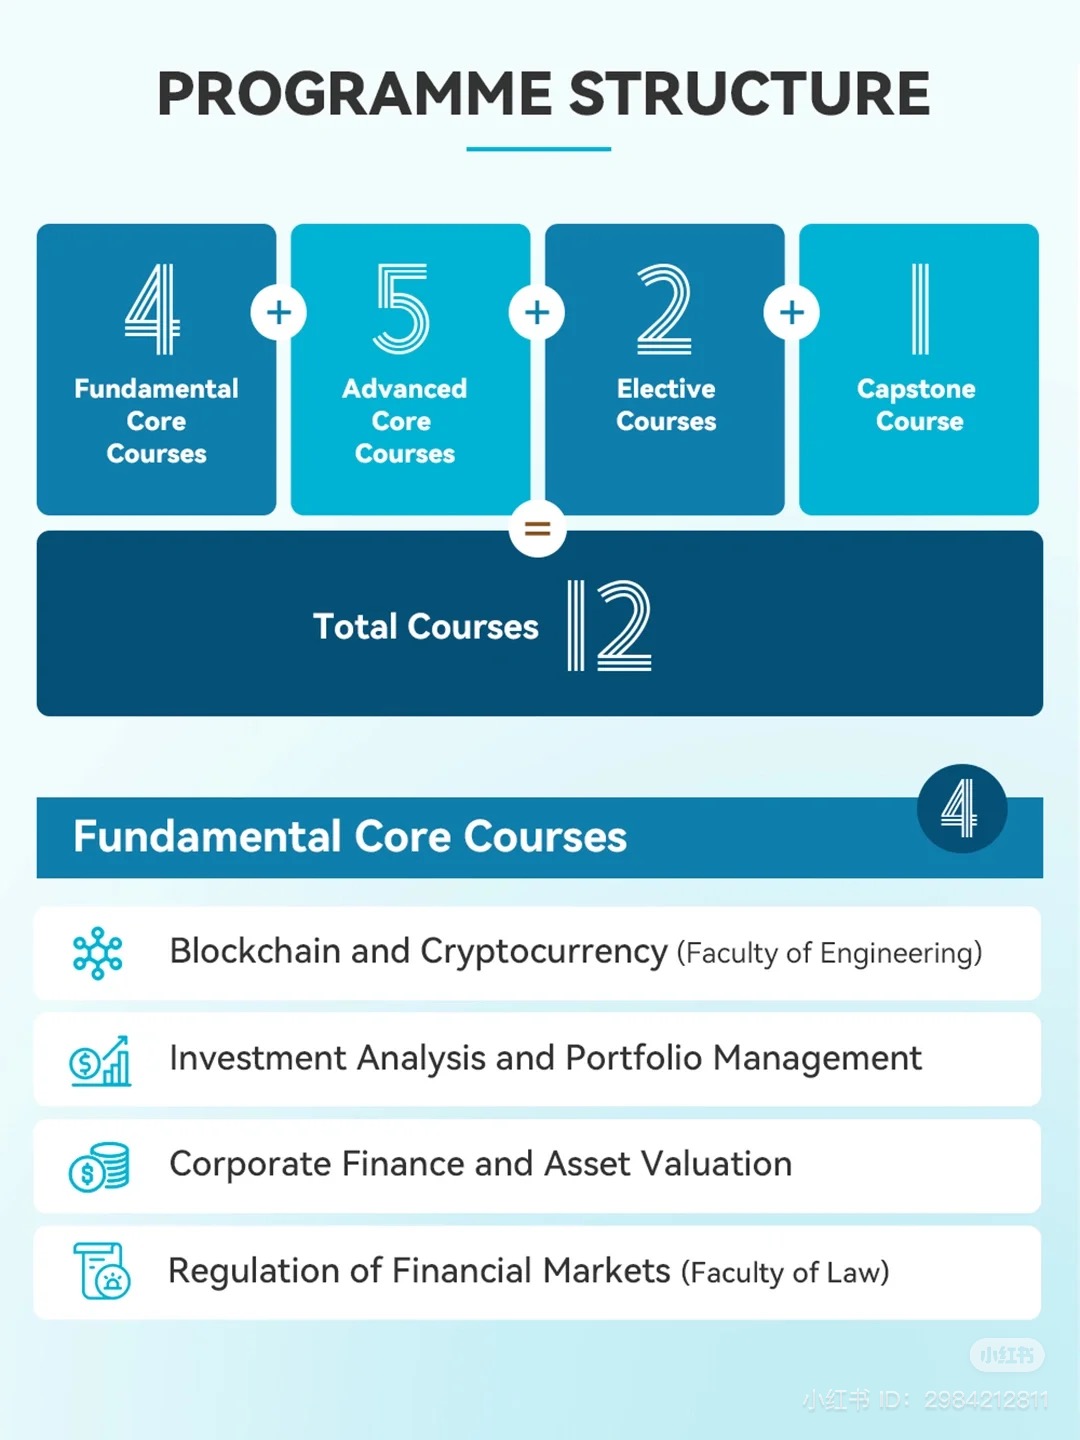 PROGRAMME STRUCTURE
4
+
5
+
2
+
1
Fundamental
Core
Courses
Advanced
Core
Courses
Elective
Courses
Capstone
Course
=
Total Courses 12
Fundamental Core Courses
4
Blockchain and Cryptocurrency (Faculty of Engineering)
Investment Analysis and Portfolio Management
Corporate Finance and Asset Valuation
Regulation of Financial Markets (Faculty of Law)
小红书
小红书 ID: 2984212811